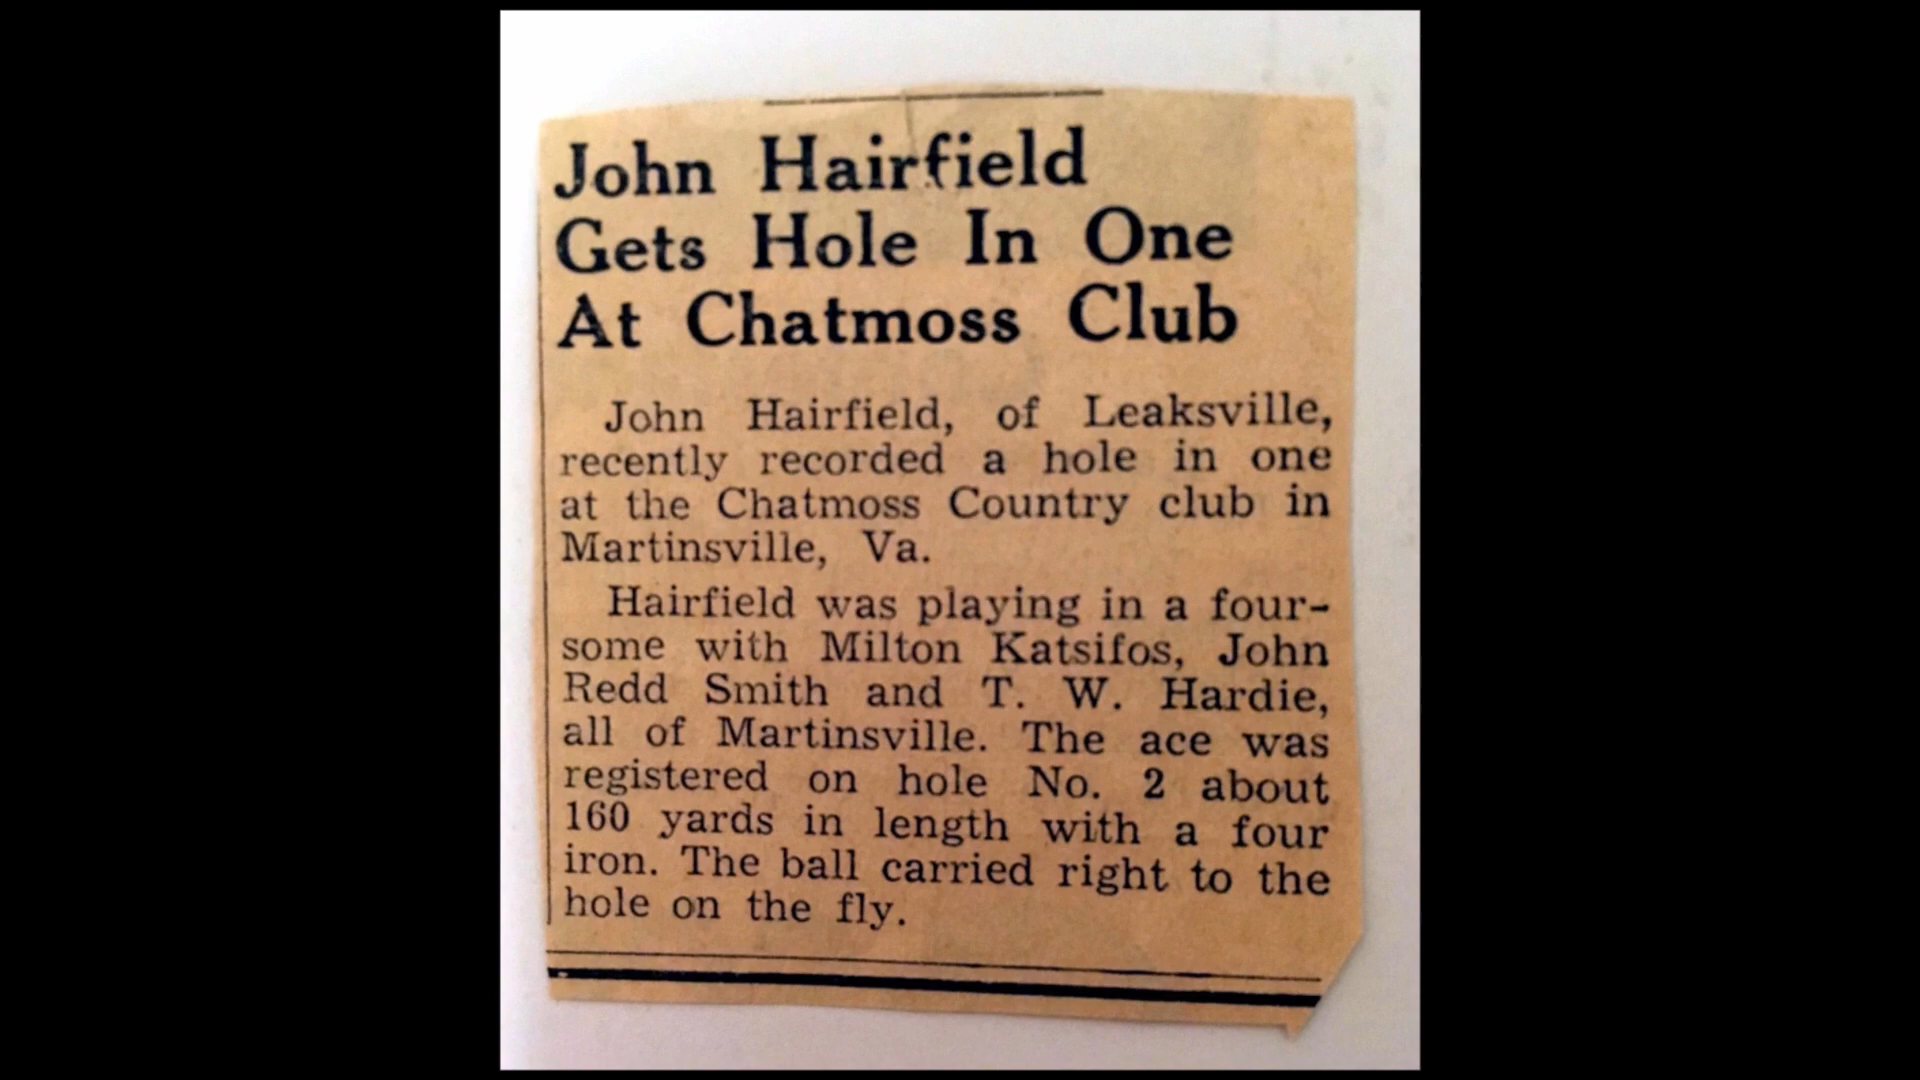 John Hairfield
Gets Hole In One
At Chatmoss Club
John Hairfield, of Leaksville,
recently recorded a hole in one
at the Chatmoss Country club in
Martinsville, Va.
Hairfield was playing in a four-
some with Milton Katsifos, John
Redd Smith and T. W. Hardie,
all of Martinsville. The ace was
registered on hole No. 2 about
160 yards in length with a four
iron. The ball carried right to the
hole on the fly.